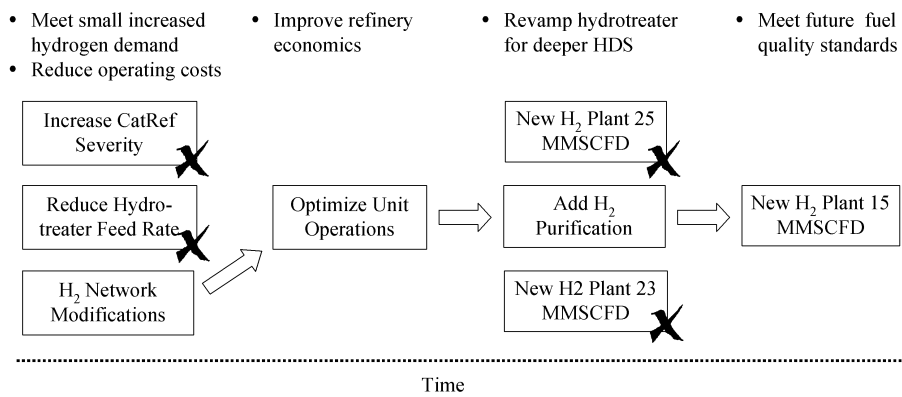 • Meet small increased
hydrogen demand
• Reduce operating costs
• Improve refinery
economics
• Revamp hydrotreater
for deeper HDS
• Meet future fuel
quality standards
Increase CatRef
Severity
Reduce Hydro-
treater Feed Rate
H₂ Network
Modifications
Optimize Unit
Operations
New H₂ Plant 25
MMSCFD
Add H₂
Purification
New H2 Plant 23
MMSCFD
New H₂ Plant 15
MMSCFD
Time